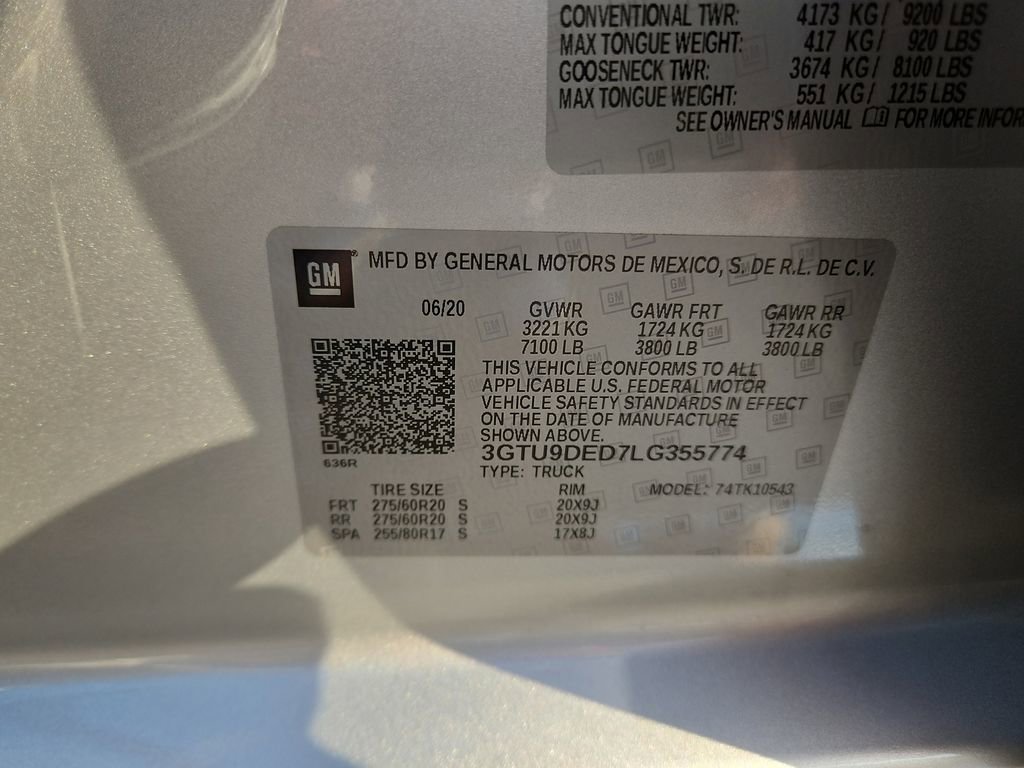 CONVENTIONAL TWR: 4173 KG/ 9200 LBS
MAX TONGUE WEIGHT: 417 KG/ 920 LBS
GOOSENECK TWR: 3674 KG/ 8100 LBS
MAX TONGUE WEIGHT: 551 KG/ 1215 LBS
SEE OWNER'S MANUAL FOR MORE INFOR
GM MFD BY GENERAL MOTORS DE MEXICO, S. DE R.L. DE C.V.
06/20 GVWR GAWR FRT GAWR RR
3221 KG 1724 KG 1724 KG
7100 LB 3800 LB 3800 LB
THIS VEHICLE CONFORMS TO ALL
APPLICABLE U.S. FEDERAL MOTOR
VEHICLE SAFETY STANDARDS IN EFFECT
ON THE DATE OF MANUFACTURE
SHOWN ABOVE.
3GTU9DED7LG355774
636R TYPE: TRUCK
TIRE SIZE RIM MODEL: 74TK10543
FRT 275/60R20 S 20X9J
RR 275/60R20 S 20X9J
SPA 255/80R17 S 17X8J